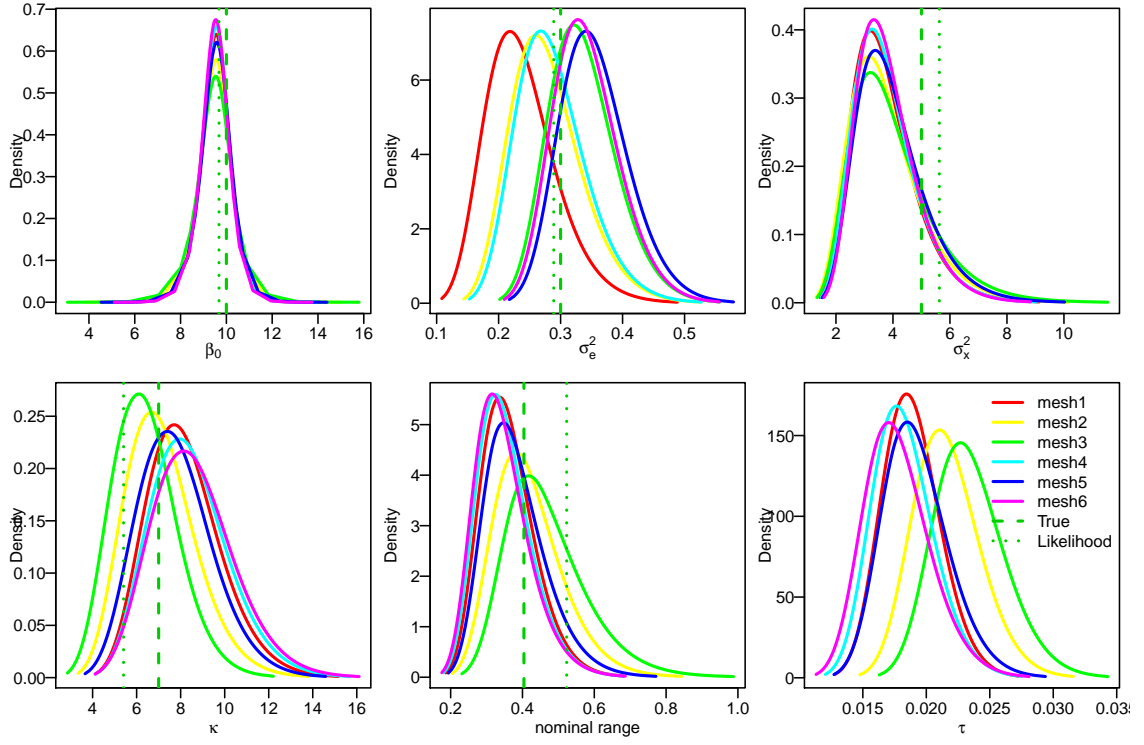 0.7
0.6
0.5
0.4
0.3
0.2
0.1
0.0
Density
4 6 8 10 12 14 16
β0
6
4
2
0
Density
0.1 0.2 0.3 0.4 0.5
σe2
0.4
0.3
0.2
0.1
0.0
Density
2 4 6 8 10
σx2
0.25
0.20
0.15
0.10
0.05
0.00
Density
4 6 8 10 12 14 16
κ
5
4
3
2
1
0
Density
0.2 0.4 0.6 0.8 1.0
nominal range
150
100
50
0
Density
mesh1
mesh2
mesh3
mesh4
mesh5
mesh6
True
Likelihood
0.015 0.020 0.025 0.030
τ